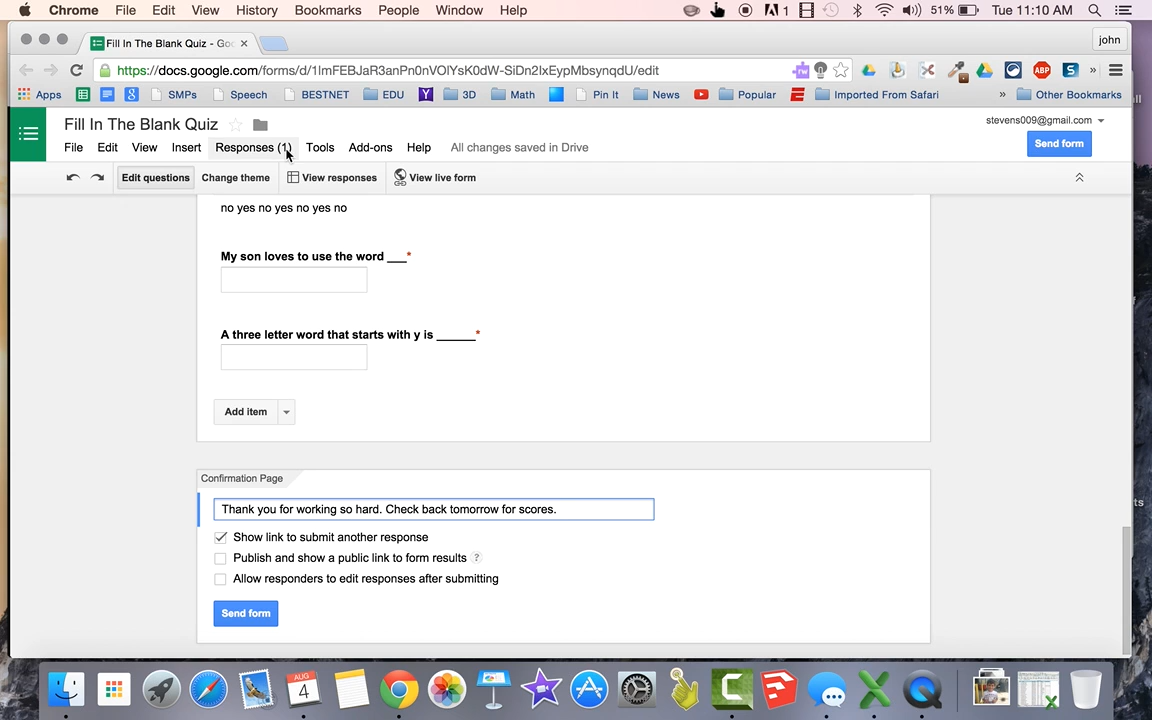 Chrome File Edit View History Bookmarks People Window Help 1 51% Tue 11:10 AM
Fill In The Blank Quiz - Goo john
https://docs.google.com/forms/d/1lmFEBJaR3anPn0nVOlYsK0dW-SiDn2lxEypMbsynqdU/edit rw ABP S »
Apps 8 SMPs Speech BESTNET EDU Y 3D Math Pin It News Popular Imported From Safari » Other Bookmarks
Fill In The Blank Quiz stevens009@gmail.com
File Edit View Insert Responses (1) Tools Add-ons Help All changes saved in Drive Send form
Edit questions Change theme View responses View live form
no yes no yes no yes no
My son loves to use the word ___*
A three letter word that starts with y is ______*
Add item
Confirmation Page
Thank you for working so hard. Check back tomorrow for scores.
Show link to submit another response
Publish and show a public link to form results ?
Allow responders to edit responses after submitting
Send form
AUG
4